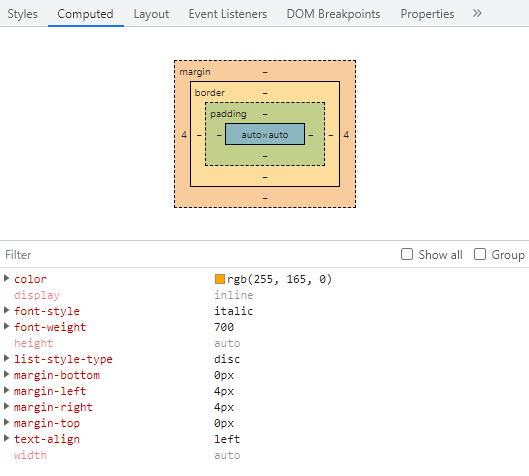 Styles Computed Layout Event Listeners DOM Breakpoints Properties »
margin –
border –
padding –
4 – – auto×auto – – 4
–
–
–
Filter Show all Group
color rgb(255, 165, 0)
display inline
font-style italic
font-weight 700
height auto
list-style-type disc
margin-bottom 0px
margin-left 4px
margin-right 4px
margin-top 0px
text-align left
width auto